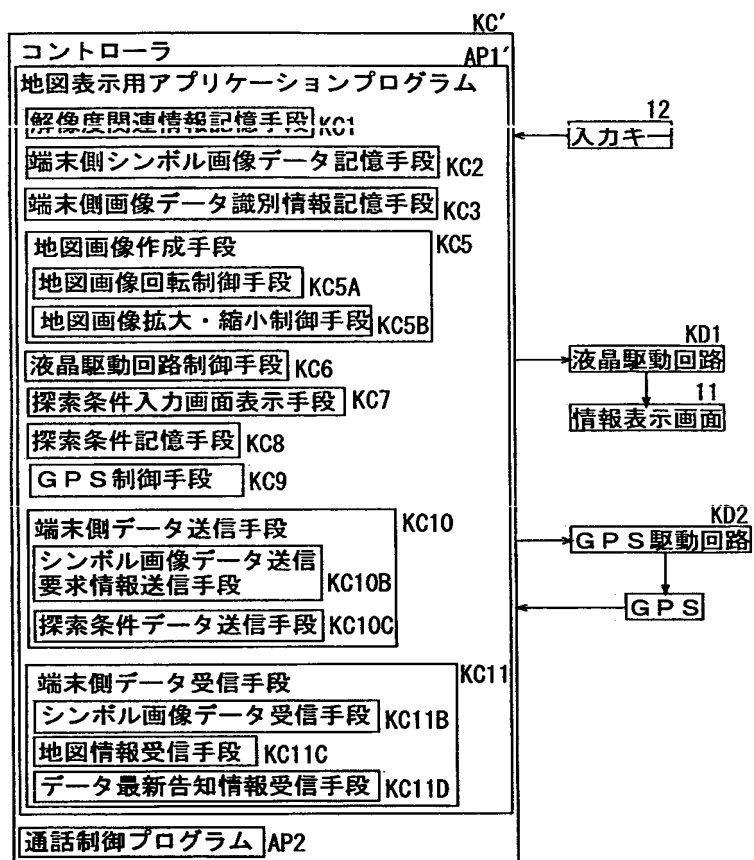 KC'
コントローラ
AP1'
地図表示用アプリケーションプログラム
解像度関連情報記憶手段 KC1
12
入力キー
端末側シンボル画像データ記憶手段 KC2
端末側画像データ識別情報記憶手段 KC3
地図画像作成手段 KC5
地図画像回転制御手段 KC5A
地図画像拡大・縮小制御手段 KC5B
KD1
液晶駆動回路
液晶駆動回路制御手段 KC6
11
情報表示画面
探索条件入力画面表示手段 KC7
探索条件記憶手段 KC8
GPS制御手段 KC9
端末側データ送信手段 KC10
KD2
GPS駆動回路
シンボル画像データ送信
要求情報送信手段 KC10B
GPS
探索条件データ送信手段 KC10C
端末側データ受信手段 KC11
シンボル画像データ受信手段 KC11B
地図情報受信手段 KC11C
データ最新告知情報受信手段 KC11D
通話制御プログラム AP2